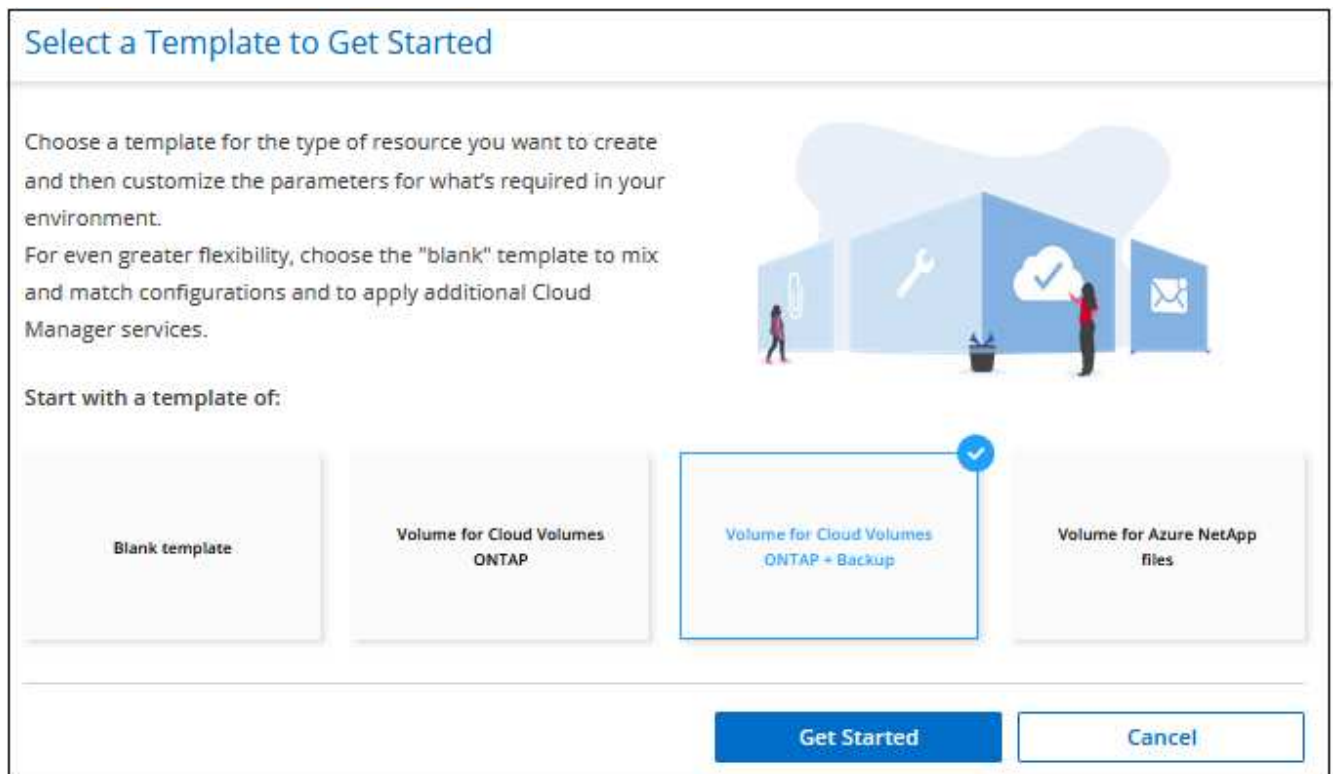 Select a Template to Get Started
Choose a template for the type of resource you want to create
and then customize the parameters for what's required in your
environment.
For even greater flexibility, choose the "blank" template to mix
and match configurations and to apply additional Cloud
Manager services.
Start with a template of:
Blank template
Volume for Cloud Volumes
ONTAP
Volume for Cloud Volumes
ONTAP + Backup
Volume for Azure NetApp
files
Get Started
Cancel